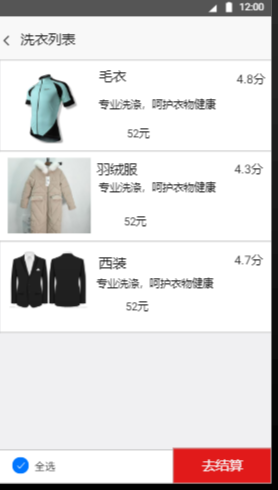 12:00
洗衣列表
毛衣
4.8分
专业洗涤，呵护衣物健康
52元
羽绒服
4.3分
专业洗涤，呵护衣物健康
52元
西装
4.7分
专业洗涤，呵护衣物健康
52元
全选
去结算